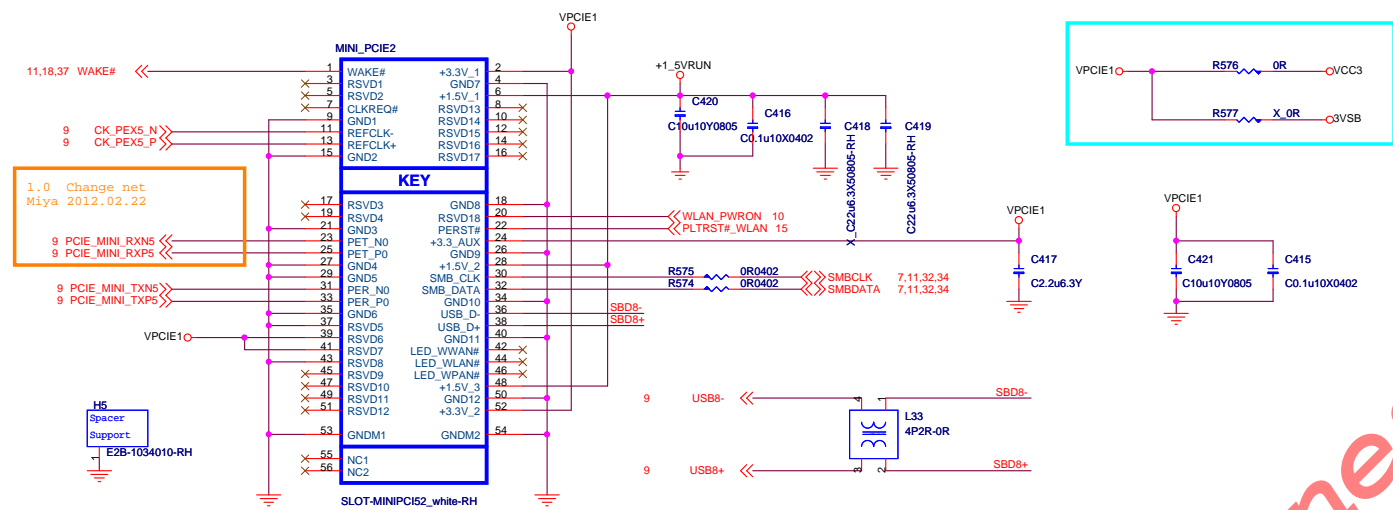 VPCIE1
MINI_PCIE2
11,18,37 WAKE#
1 WAKE# +3.3V_1 2
3 RSVD1 GND7 4
5 RSVD2 +1.5V_1 6
7 CLKREQ# RSVD13 8
9 GND1 RSVD14 10
9 CK_PEX5_N 11 REFCLK- RSVD15 12
9 CK_PEX5_P 13 REFCLK+ RSVD16 14
15 GND2 RSVD17 16
KEY
17 RSVD3 GND8 18
19 RSVD4 RSVD18 20 WLAN_PWRON 10
21 GND3 PERST# 22 PLTRST#_WLAN 15
9 PCIE_MINI_RXN5 23 PET_N0 +3.3_AUX 24
9 PCIE_MINI_RXP5 25 PET_P0 GND9 26
27 GND4 +1.5V_2 28
29 GND5 SMB_CLK 30 R575 0R0402 SMBCLK 7,11,32,34
9 PCIE_MINI_TXN5 31 PER_N0 SMB_DATA 32 R574 0R0402 SMBDATA 7,11,32,34
9 PCIE_MINI_TXP5 33 PER_P0 GND10 34
35 GND6 USB_D- 36 SBD8-
37 RSVD5 USB_D+ 38 SBD8+
VPCIE1 39 RSVD6 GND11 40
41 RSVD7 LED_WWAN# 42
43 RSVD8 LED_WLAN# 44
45 RSVD9 LED_WPAN# 46
47 RSVD10 +1.5V_3 48
49 RSVD11 GND12 50
51 RSVD12 +3.3V_2 52
53 GNDM1 GNDM2 54
55 NC1
56 NC2
SLOT-MINIPCI52_white-RH
1.0 Change net
Miya 2012.02.22
H5
Spacer
Support
E2B-1034010-RH
1
+1_5VRUN
C420
C10u10Y0805
C416
C0.1u10X0402
C418
X_C22u6.3X50805-RH
C419
C22u6.3X50805-RH
VPCIE1 R576 0R VCC3
R577 X_0R 3VSB
VPCIE1
C417
C2.2u6.3Y
VPCIE1
C421
C10u10Y0805
C415
C0.1u10X0402
9 USB8- 4 1 SBD8-
L33
4P2R-0R
9 USB8+ 3 2 SBD8+